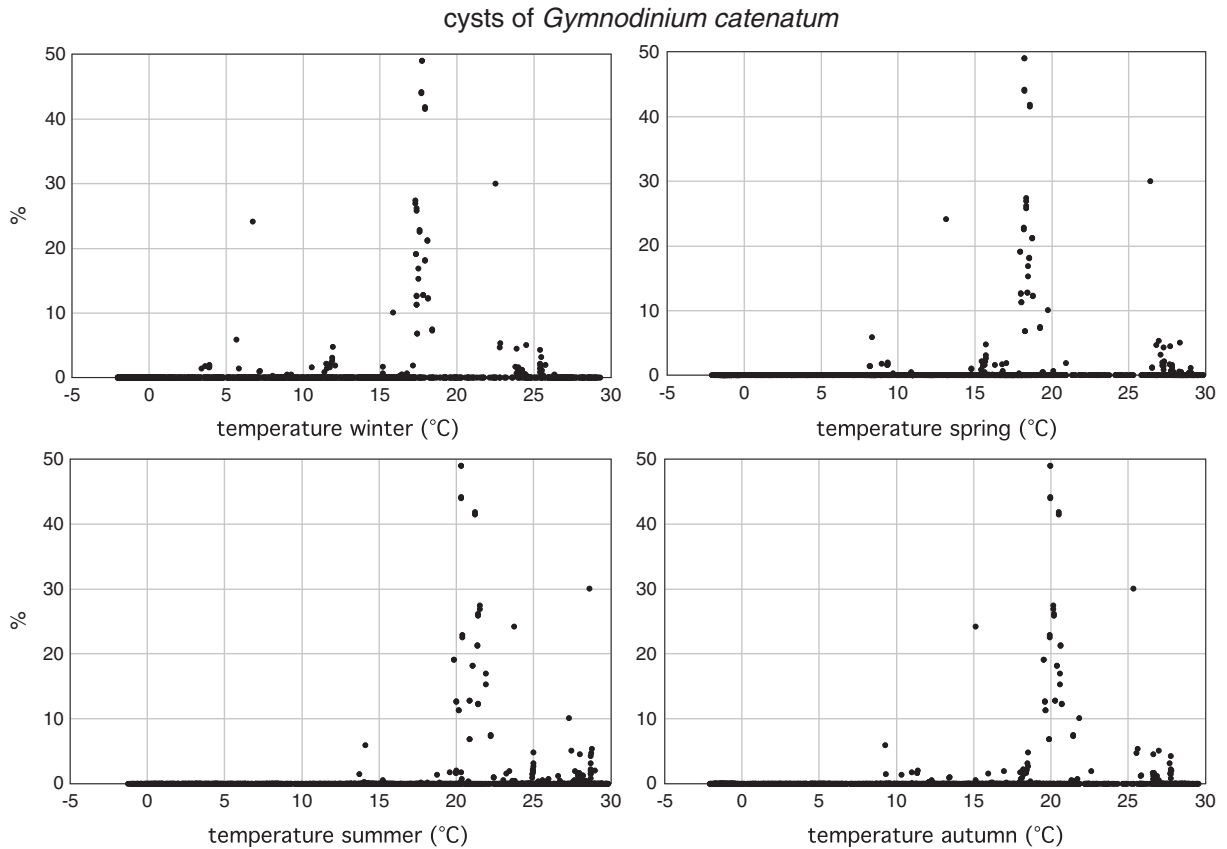 cysts of Gymnodinium catenatum
50
40
30
20
10
0
%
-5 0 5 10 15 20 25 30
temperature winter (°C)
50
40
30
20
10
0
-5 0 5 10 15 20 25 30
temperature spring (°C)
50
40
30
20
10
0
%
-5 0 5 10 15 20 25 30
temperature summer (°C)
50
40
30
20
10
0
-5 0 5 10 15 20 25 30
temperature autumn (°C)